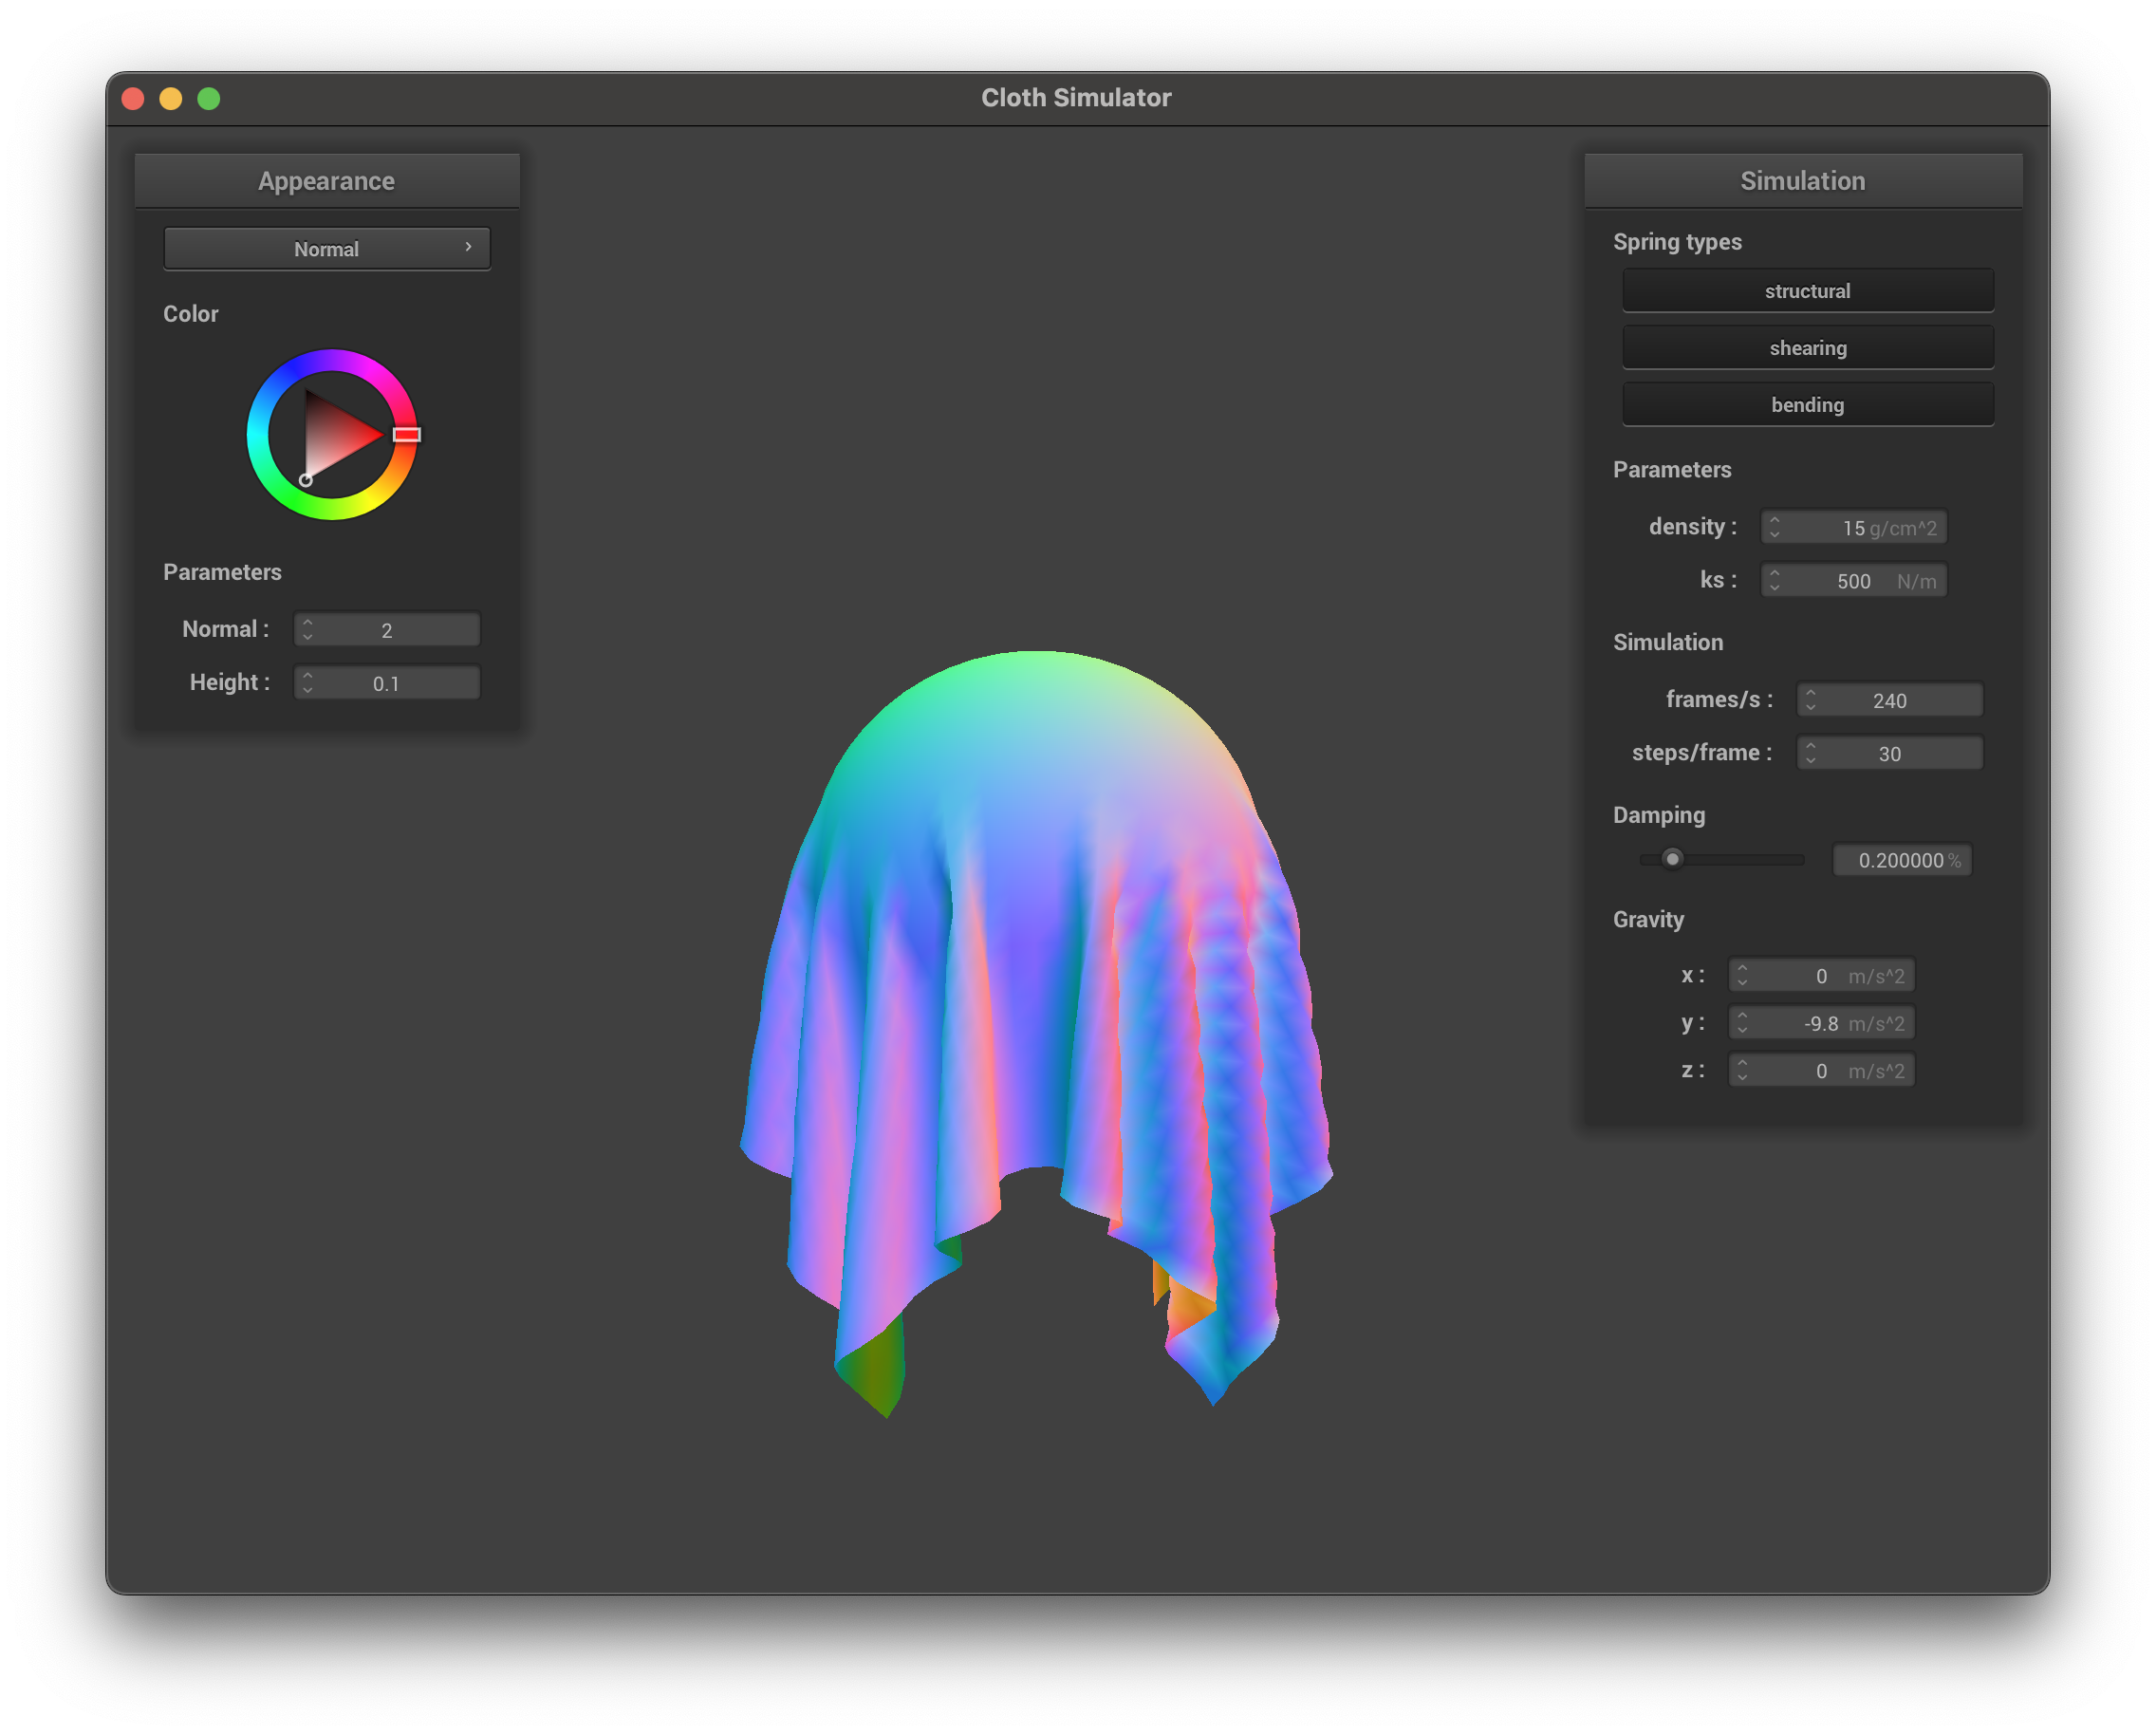 Cloth Simulator
Appearance
Normal
Color
Parameters
Normal : 2
Height : 0.1
Simulation
Spring types
structural
shearing
bending
Parameters
density : 15 g/cm^2
ks : 500 N/m
Simulation
frames/s : 240
steps/frame : 30
Damping
0.200000 %
Gravity
x : 0 m/s^2
y : -9.8 m/s^2
z : 0 m/s^2